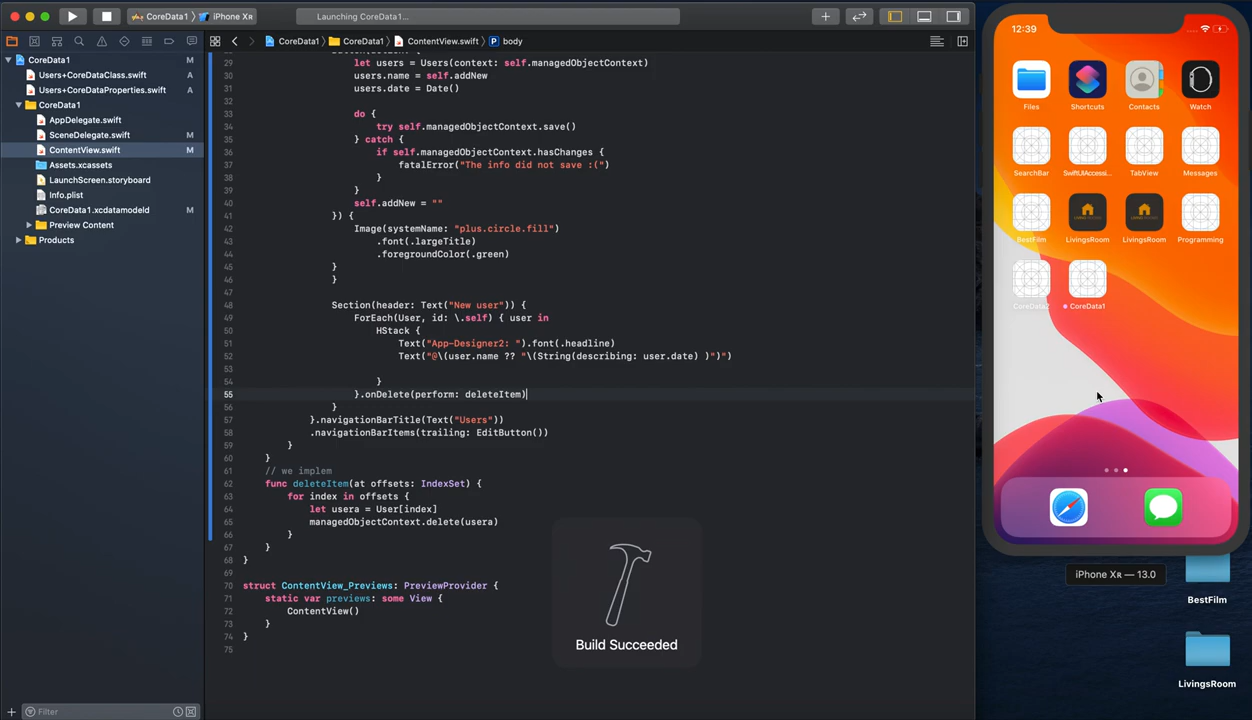 CoreData1
iPhone XR
Launching CoreData1…
CoreData1
CoreData1
ContentView.swift
body
CoreData1 M
Users+CoreDataClass.swift A
Users+CoreDataProperties.swift A
CoreData1
AppDelegate.swift
SceneDelegate.swift M
ContentView.swift M
Assets.xcassets
LaunchScreen.storyboard
Info.plist
CoreData1.xcdatamodeld M
Preview Content
Products
Filter
29 let users = Users(context: self.managedObjectContext)
30 users.name = self.addNew
31 users.date = Date()
32
33 do {
34 try self.managedObjectContext.save()
35 } catch {
36 if self.managedObjectContext.hasChanges {
37 fatalError("The info did not save :(")
38 }
39 }
40 self.addNew = ""
41 }) {
42 Image(systemName: "plus.circle.fill")
43 .font(.largeTitle)
44 .foregroundColor(.green)
45 }
46 }
47
48 Section(header: Text("New user")) {
49 ForEach(User, id: \.self) { user in
50 HStack {
51 Text("App-Designer2: ").font(.headline)
52 Text("@\(user.name ?? "\(String(describing: user.date) )")")
53
54 }
55 }.onDelete(perform: deleteItem)
56 }
57 }.navigationBarTitle(Text("Users"))
58 .navigationBarItems(trailing: EditButton())
59 }
60 }
61 // we implem
62 func deleteItem(at offsets: IndexSet) {
63 for index in offsets {
64 let usera = User[index]
65 managedObjectContext.delete(usera)
66 }
67 }
68 }
69
70 struct ContentView_Previews: PreviewProvider {
71 static var previews: some View {
72 ContentView()
73 }
74 }
75
Build Succeeded
12:39
Files
Shortcuts
Contacts
Watch
SearchBar
SwiftUIAccessi...
TabView
Messages
BestFilm
LivingsRoom
LivingsRoom
Programming
CoreData2
CoreData1
iPhone XR — 13.0
BestFilm
LivingsRoom